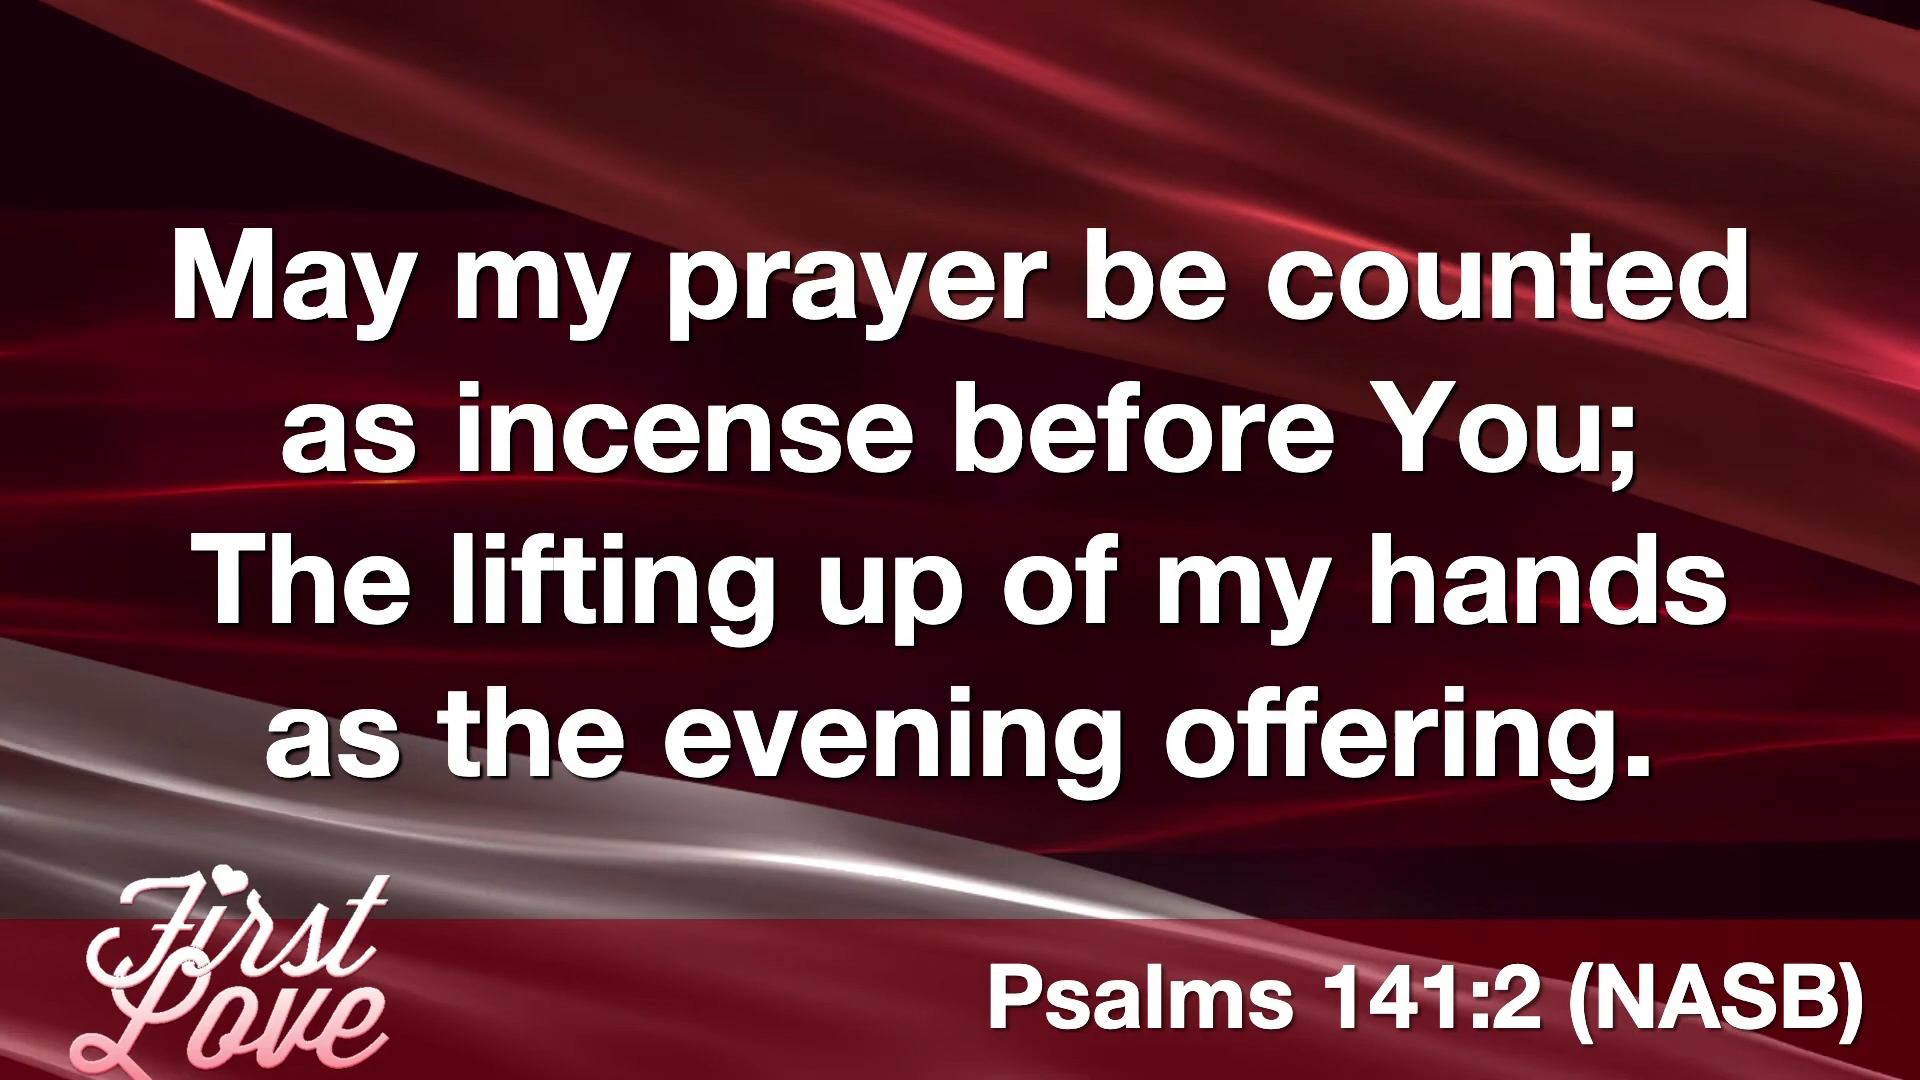 May my prayer be counted
as incense before You;
The lifting up of my hands
as the evening offering.
First
Love
Psalms 141:2 (NASB)